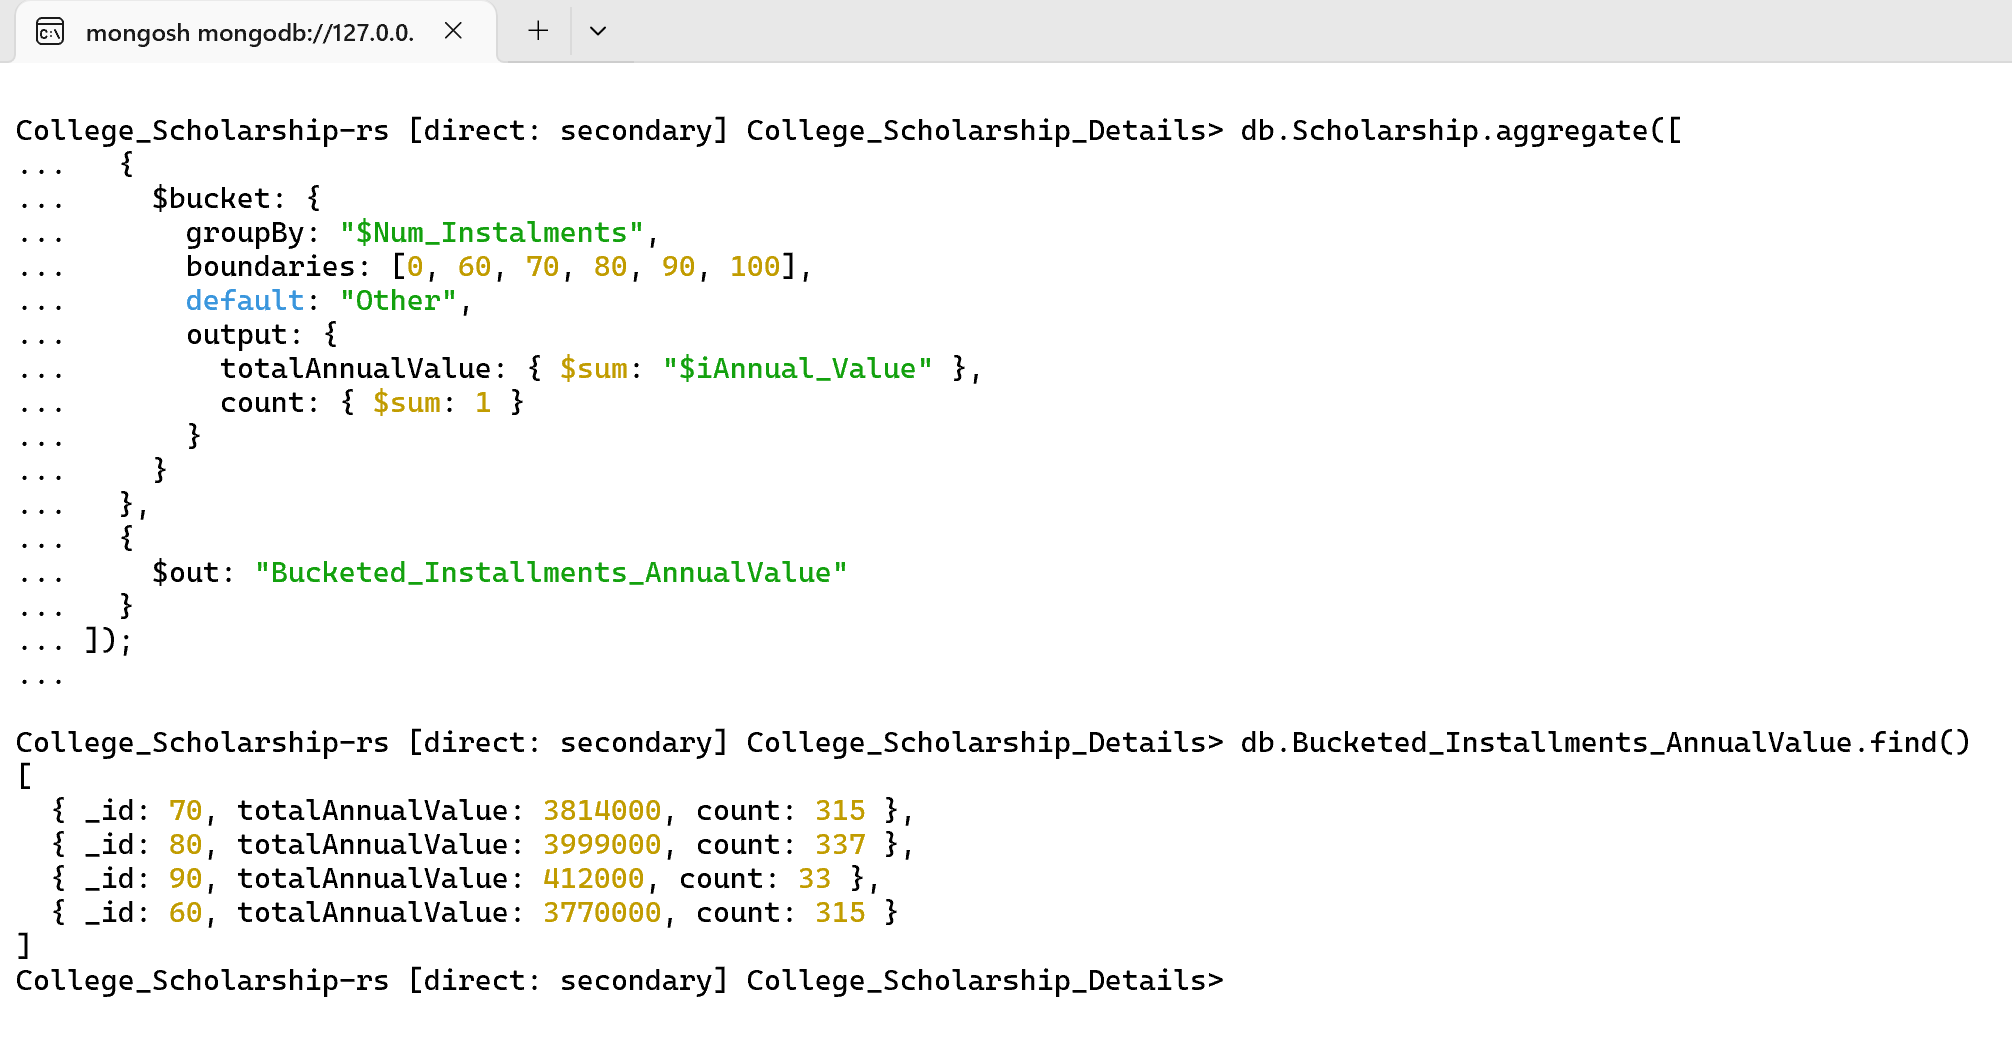 mongosh mongodb://127.0.0.
College_Scholarship-rs [direct: secondary] College_Scholarship_Details> db.Scholarship.aggregate([
...   {
...     $bucket: {
...       groupBy: "$Num_Instalments",
...       boundaries: [0, 60, 70, 80, 90, 100],
...       default: "Other",
...       output: {
...         totalAnnualValue: { $sum: "$iAnnual_Value" },
...         count: { $sum: 1 }
...       }
...     }
...   },
...   {
...     $out: "Bucketed_Installments_AnnualValue"
...   }
... ]);
...
College_Scholarship-rs [direct: secondary] College_Scholarship_Details> db.Bucketed_Installments_AnnualValue.find()
[
  { _id: 70, totalAnnualValue: 3814000, count: 315 },
  { _id: 80, totalAnnualValue: 3999000, count: 337 },
  { _id: 90, totalAnnualValue: 412000, count: 33 },
  { _id: 60, totalAnnualValue: 3770000, count: 315 }
]
College_Scholarship-rs [direct: secondary] College_Scholarship_Details>